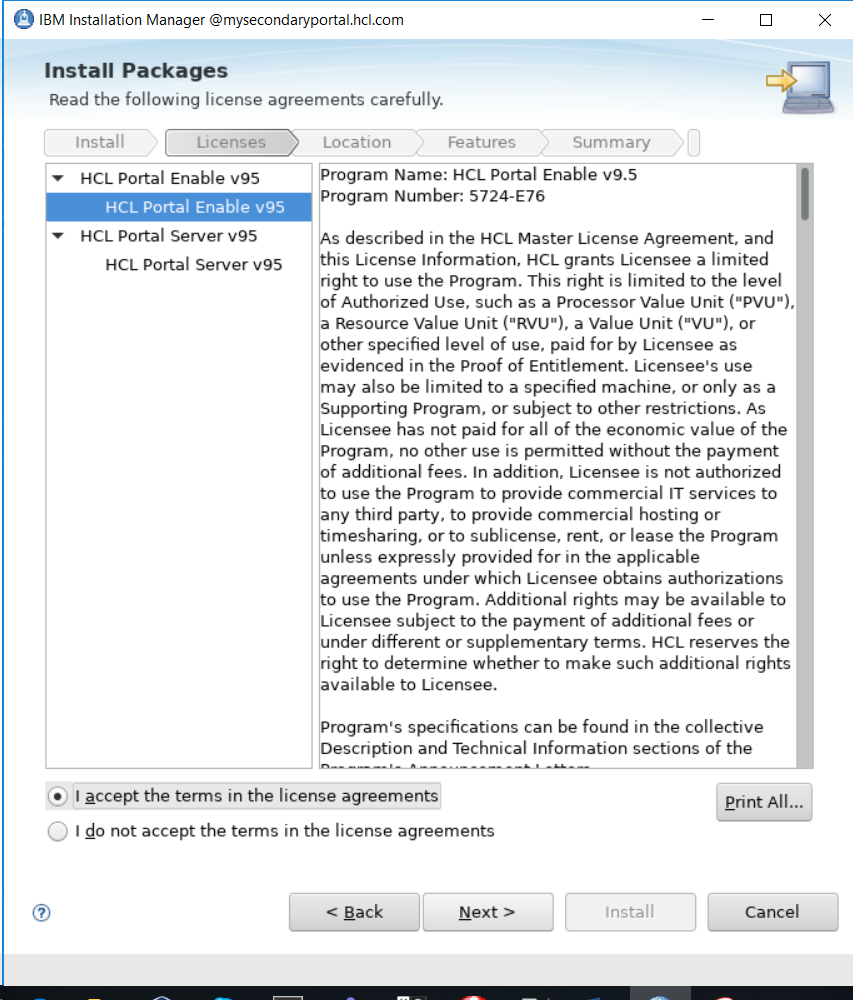 IBM Installation Manager @mysecondaryportal.hcl.com
Install Packages
Read the following license agreements carefully.
Install
Licenses
Location
Features
Summary
HCL Portal Enable v95
HCL Portal Enable v95
HCL Portal Server v95
HCL Portal Server v95
Program Name: HCL Portal Enable v9.5
Program Number: 5724-E76
As described in the HCL Master License Agreement, and
this License Information, HCL grants Licensee a limited
right to use the Program. This right is limited to the level
of Authorized Use, such as a Processor Value Unit ("PVU"),
a Resource Value Unit ("RVU"), a Value Unit ("VU"), or
other specified level of use, paid for by Licensee as
evidenced in the Proof of Entitlement. Licensee's use
may also be limited to a specified machine, or only as a
Supporting Program, or subject to other restrictions. As
Licensee has not paid for all of the economic value of the
Program, no other use is permitted without the payment
of additional fees. In addition, Licensee is not authorized
to use the Program to provide commercial IT services to
any third party, to provide commercial hosting or
timesharing, or to sublicense, rent, or lease the Program
unless expressly provided for in the applicable
agreements under which Licensee obtains authorizations
to use the Program. Additional rights may be available to
Licensee subject to the payment of additional fees or
under different or supplementary terms. HCL reserves the
right to determine whether to make such additional rights
available to Licensee.
Program's specifications can be found in the collective
Description and Technical Information sections of the
Program's Announcement Letters.
I accept the terms in the license agreements
I do not accept the terms in the license agreements
Print All...
?
< Back
Next >
Install
Cancel